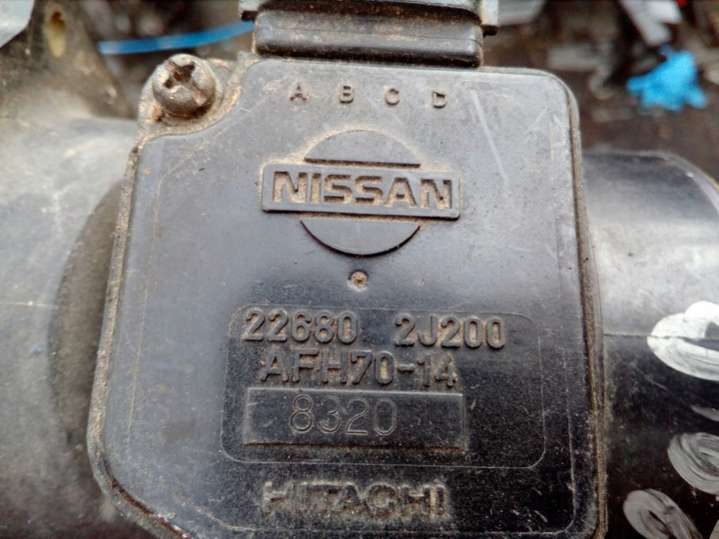 A B C D
NISSAN
22680 2J200
AFH70-14
8320
HITACHI